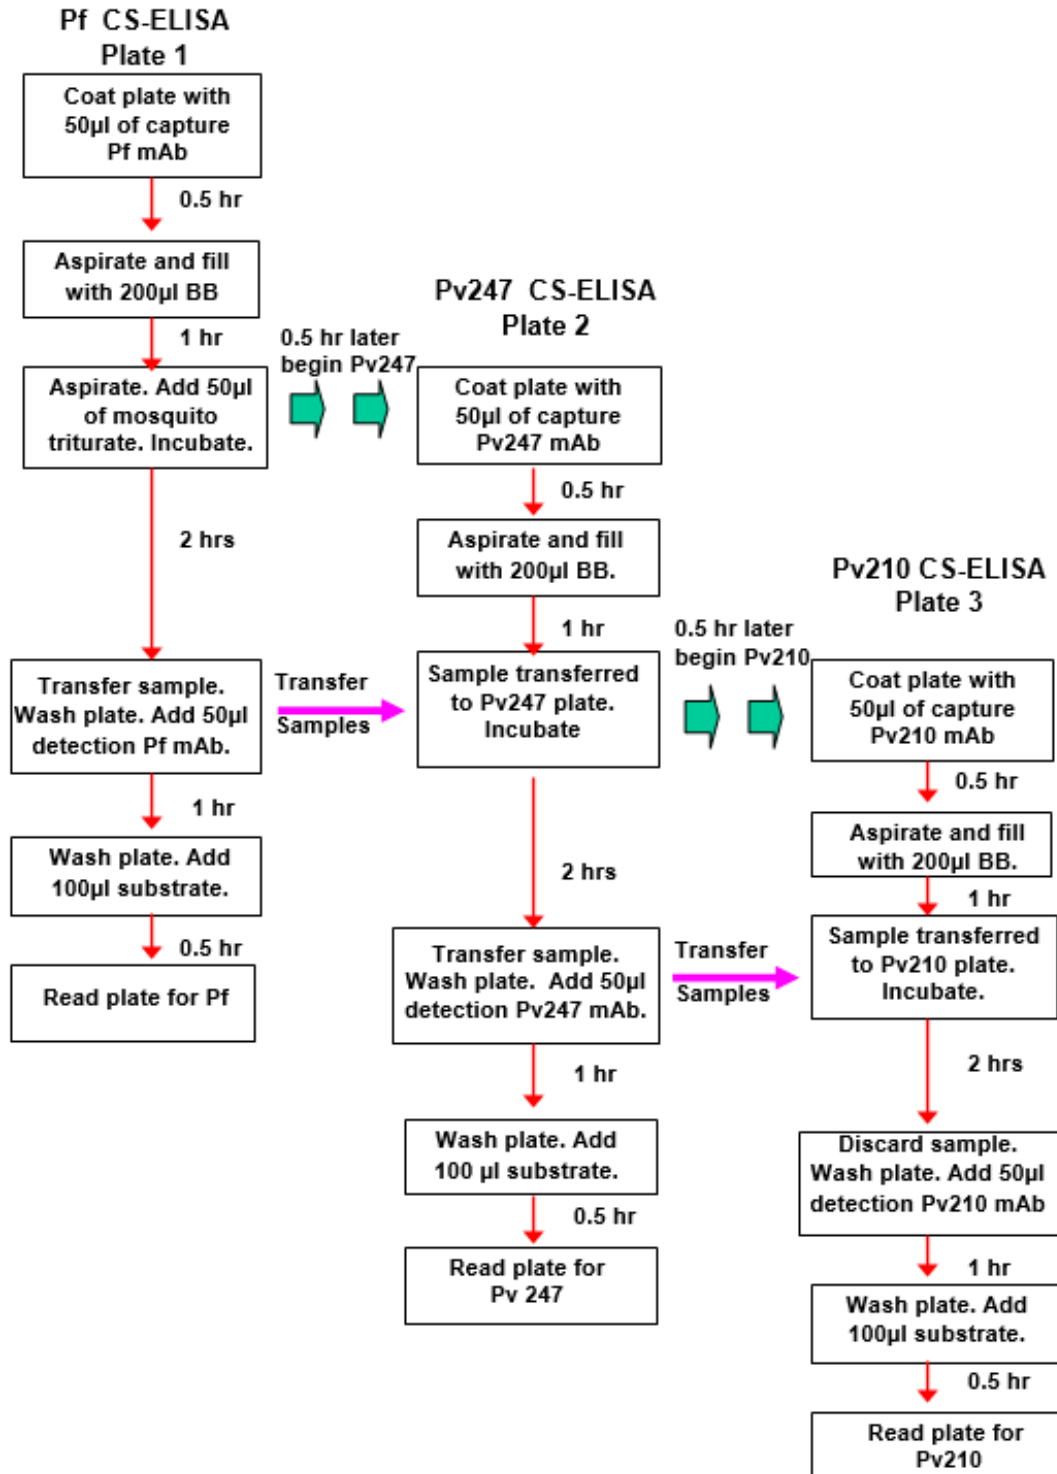 Pf CS-ELISA
Plate 1
Coat plate with
50µl of capture
Pf mAb
0.5 hr
Aspirate and fill
with 200µl BB
1 hr
Aspirate. Add 50µl
of mosquito
triturate. Incubate.
2 hrs
Transfer sample.
Wash plate. Add 50µl
detection Pf mAb.
1 hr
Wash plate. Add
100µl substrate.
0.5 hr
Read plate for Pf
0.5 hr later
begin Pv247
Transfer
Samples
Pv247 CS-ELISA
Plate 2
Coat plate with
50µl of capture
Pv247 mAb
0.5 hr
Aspirate and fill
with 200µl BB.
1 hr
Sample transferred
to Pv247 plate.
Incubate
2 hrs
Transfer sample.
Wash plate. Add 50µl
detection Pv247 mAb.
1 hr
Wash plate. Add
100 µl substrate.
0.5 hr
Read plate for
Pv 247
0.5 hr later
begin Pv210
Transfer
Samples
Pv210 CS-ELISA
Plate 3
Coat plate with
50µl of capture
Pv210 mAb
0.5 hr
Aspirate and fill
with 200µl BB.
1 hr
Sample transferred
to Pv210 plate.
Incubate.
2 hrs
Discard sample.
Wash plate. Add 50µl
detection Pv210 mAb
1 hr
Wash plate. Add
100µl substrate.
0.5 hr
Read plate for
Pv210